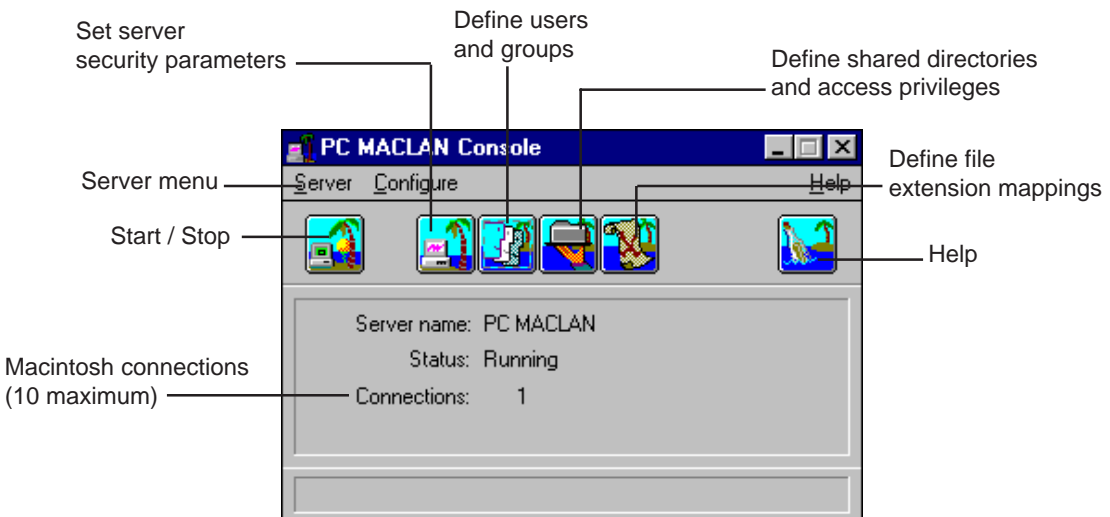 Set server
security parameters
Define users
and groups
Define shared directories
and access privileges
PC MACLAN Console
Server menu
Server Configure Help
Define file
extension mappings
Start / Stop
Help
Server name: PC MACLAN
Status: Running
Macintosh connections
(10 maximum)
Connections: 1